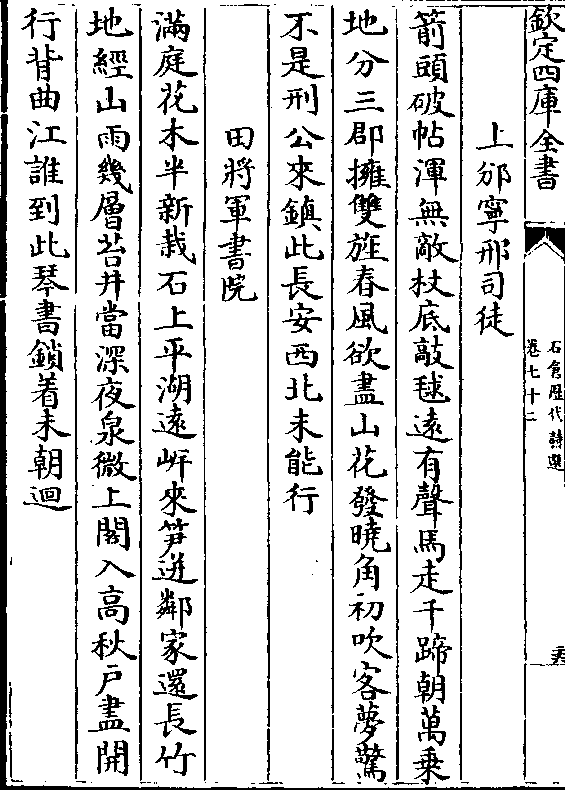 欽定四庫全書
石倉歷代詩選
卷七十二
上邠寧邢司徒
箭頭破帖渾無敵杖底敲毬遠有聲馬走千蹄朝萬乗
地分三郡擁雙旌春風欲盡山花發曉角初吹客夢驚
不是刑公來鎮此長安西北未能行
田將軍書院
滿庭花木半新栽石上平湖遠岍來笋迸鄰家還長竹
地經山雨幾層苔井當深夜泉微上閣入高秋戶盡開
行背曲江誰到此琴書鎖着未朝迴